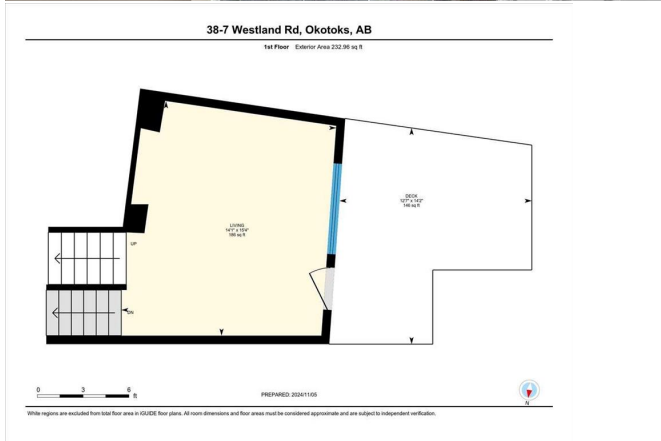 38-7 Westland Rd, Okotoks, AB
1st Floor Exterior Area 232.96 sq ft
DECK
12'7" x 14'2"
146 sq ft
LIVING
14'1" x 15'4"
186 sq ft
UP
DN
0 3 6
ft
PREPARED: 2024/11/05
N
White regions are excluded from total floor area in IGUIDE floor plans. All room dimensions and floor areas must be considered approximate and are subject to independent verification.